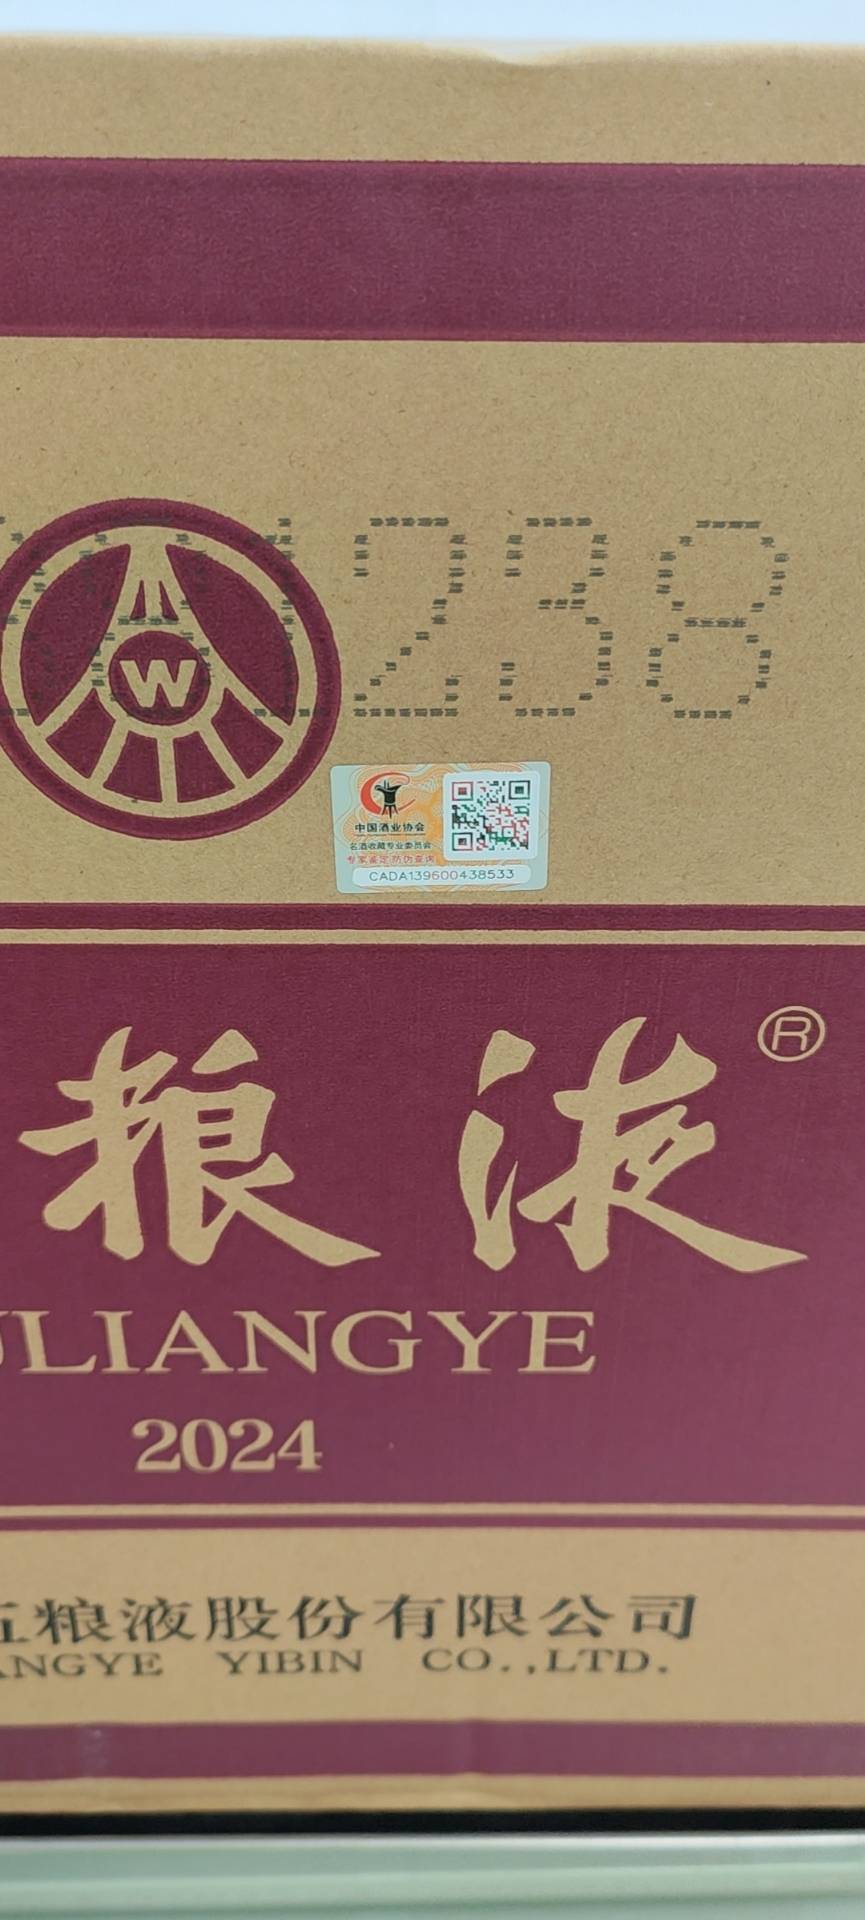 238
W
中国酒业协会
名酒收藏专业委员会
专家鉴定防伪查询
CADA139600438533
粮液®
ULIANGYE
2024
五粮液股份有限公司
ANGYE YIBIN CO.,LTD.